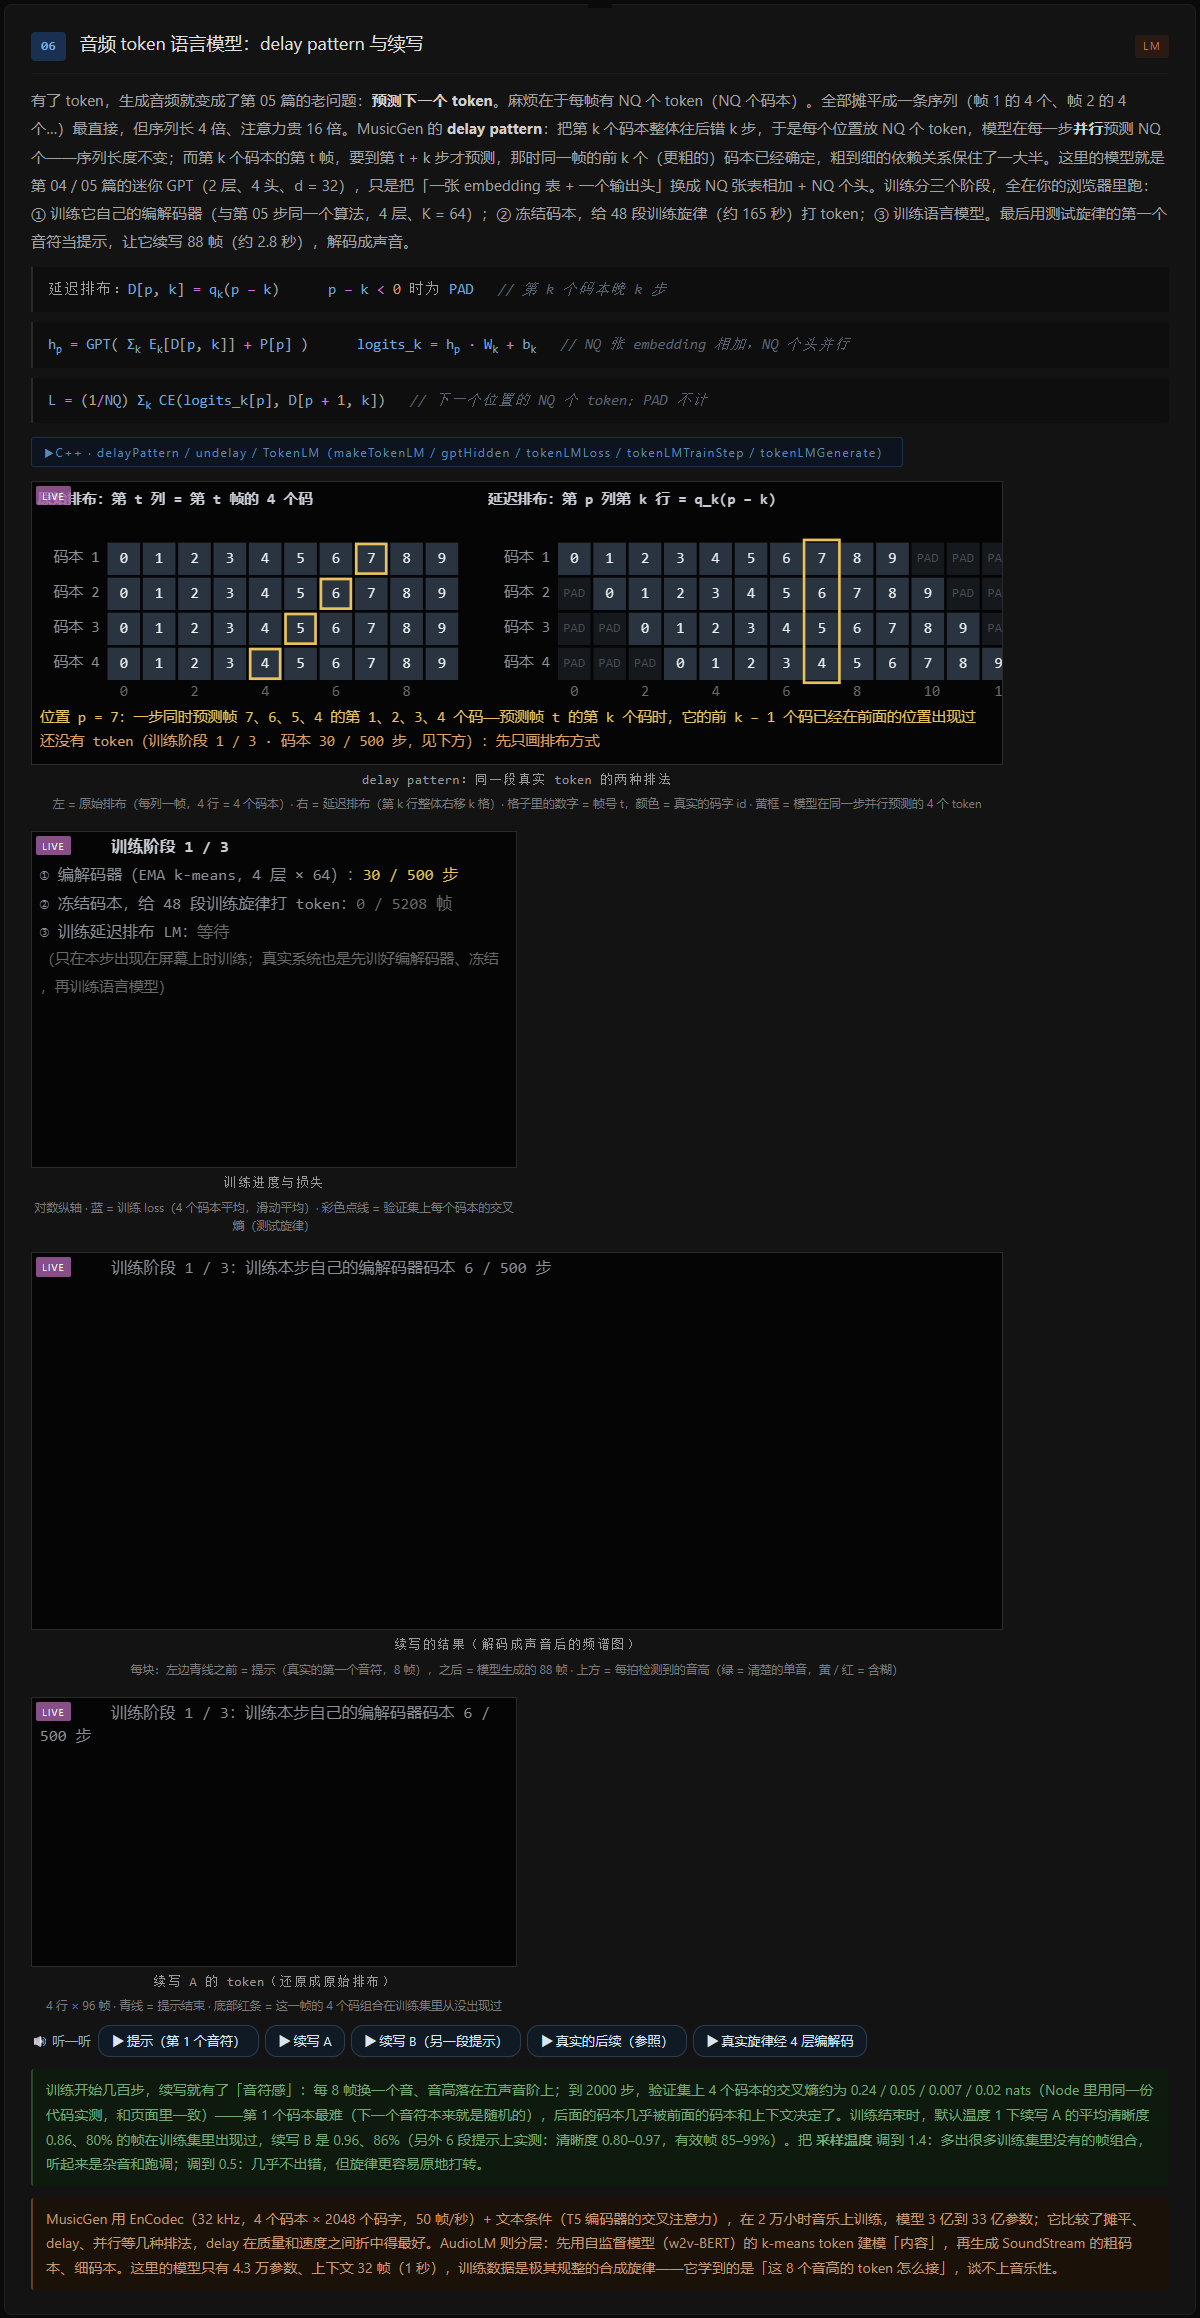 06 音频 token 语言模型：delay pattern 与续写 LM
有了 token，生成音频就变成了第 05 篇的老问题：预测下一个 token。麻烦在于每帧有 NQ 个 token（NQ 个码本）。全部摊平成一条序列（帧 1 的 4 个、帧 2 的 4
个…）最直接，但序列长 4 倍、注意力贵 16 倍。MusicGen 的 delay pattern：把第 k 个码本整体往后错 k 步，于是每个位置放 NQ 个 token，模型在每一步并行预测 NQ
个——序列长度不变；而第 k 个码本的第 t 帧，要到第 t + k 步才预测，那时同一帧的前 k 个（更粗的）码本已经确定，粗到细的依赖关系保住了一大半。这里的模型就是
第 04 / 05 篇的迷你 GPT（2 层、4 头、d = 32），只是把「一张 embedding 表 + 一个输出头」换成 NQ 张表相加 + NQ 个头。训练分三个阶段，全在你的浏览器里跑：
① 训练它自己的编解码器（与第 05 步同一个算法，4 层、K = 64）；② 冻结码本，给 48 段训练旋律（约 165 秒）打 token；③ 训练语言模型。最后用测试旋律的第一个
音符当提示，让它续写 88 帧（约 2.8 秒），解码成声音。
延迟排布：D[p, k] = qk(p − k) p − k < 0 时为 PAD // 第 k 个码本晚 k 步
hp = GPT( Σk Ek[D[p, k]] + P[p] ) logits_k = hp · Wk + bk // NQ 张 embedding 相加，NQ 个头并行
L = (1/NQ) Σk CE(logits_k[p], D[p + 1, k]) // 下一个位置的 NQ 个 token；PAD 不计
▶C++ · delayPattern / undelay / TokenLM（makeTokenLM / gptHidden / tokenLMLoss / tokenLMTrainStep / tokenLMGenerate）
LIVE 排布：第 t 列 = 第 t 帧的 4 个码 延迟排布：第 p 列第 k 行 = q_k(p − k)
码本 1 0 1 2 3 4 5 6 7 8 9 码本 1 0 1 2 3 4 5 6 7 8 9 PAD PAD PA
码本 2 0 1 2 3 4 5 6 7 8 9 码本 2 PAD 0 1 2 3 4 5 6 7 8 9 PAD PAD
码本 3 0 1 2 3 4 5 6 7 8 9 码本 3 PAD PAD 0 1 2 3 4 5 6 7 8 9 PA
码本 4 0 1 2 3 4 5 6 7 8 9 码本 4 PAD PAD PAD 0 1 2 3 4 5 6 7 8 9
0 2 4 6 8 0 2 4 6 8 10 1
位置 p = 7：一步同时预测帧 7、6、5、4 的第 1、2、3、4 个码——预测帧 t 的第 k 个码时，它的前 k − 1 个码已经在前面的位置出现过
还没有 token（训练阶段 1 / 3 · 码本 30 / 500 步，见下方）：先只画排布方式
delay pattern：同一段真实 token 的两种排法
左 = 原始排布（每列一帧，4 行 = 4 个码本）· 右 = 延迟排布（第 k 行整体右移 k 格）· 格子里的数字 = 帧号 t，颜色 = 真实的码字 id · 黄框 = 模型在同一步并行预测的 4 个 token
LIVE 训练阶段 1 / 3
① 编解码器（EMA k-means，4 层 × 64）：30 / 500 步
② 冻结码本，给 48 段训练旋律打 token：0 / 5208 帧
③ 训练延迟排布 LM：等待
（只在本步出现在屏幕上时训练；真实系统也是先训好编解码器、冻结
，再训练语言模型）
训练进度与损失
对数纵轴 · 蓝 = 训练 loss（4 个码本平均，滑动平均）· 彩色点线 = 验证集上每个码本的交叉
熵（测试旋律）
LIVE 训练阶段 1 / 3：训练本步自己的编解码器码本 6 / 500 步
续写的结果（解码成声音后的频谱图）
每块：左边青线之前 = 提示（真实的第一个音符，8 帧），之后 = 模型生成的 88 帧 · 上方 = 每拍检测到的音高（绿 = 清楚的单音，黄 / 红 = 含糊）
LIVE 训练阶段 1 / 3：训练本步自己的编解码器码本 6 /
500 步
续写 A 的 token（还原成原始排布）
4 行 × 96 帧 · 青线 = 提示结束 · 底部红条 = 这一帧的 4 个码组合在训练集里从没出现过
🔊 听一听 ▶ 提示（第 1 个音符） ▶ 续写 A ▶ 续写 B（另一段提示） ▶ 真实的后续（参照） ▶ 真实旋律经 4 层编解码
训练开始几百步，续写就有了「音符感」：每 8 帧换一个音、音高落在五声音阶上；到 2000 步，验证集上 4 个码本的交叉熵约为 0.24 / 0.05 / 0.007 / 0.02 nats（Node 里用同一份
代码实测，和页面里一致）——第 1 个码本最难（下一个音符本来就是随机的），后面的码本几乎被前面的码本和上下文决定了。训练结束时，默认温度 1 下续写 A 的平均清晰度
0.86、80% 的帧在训练集里出现过，续写 B 是 0.96、86%（另外 6 段提示上实测：清晰度 0.80–0.97，有效帧 85–99%）。把 采样温度 调到 1.4：多出很多训练集里没有的帧组合，
听起来是杂音和跑调；调到 0.5：几乎不出错，但旋律更容易原地打转。
MusicGen 用 EnCodec（32 kHz，4 个码本 × 2048 个码字，50 帧/秒）+ 文本条件（T5 编码器的交叉注意力），在 2 万小时音乐上训练，模型 3 亿到 33 亿参数；它比较了摊平、
delay、并行等几种排法，delay 在质量和速度之间折中得最好。AudioLM 则分层：先用自监督模型（w2v-BERT）的 k-means token 建模「内容」，再生成 SoundStream 的粗码
本、细码本。这里的模型只有 4.3 万参数、上下文 32 帧（1 秒），训练数据是极其规整的合成旋律——它学到的是「这 8 个音高的 token 怎么接」，谈不上音乐性。